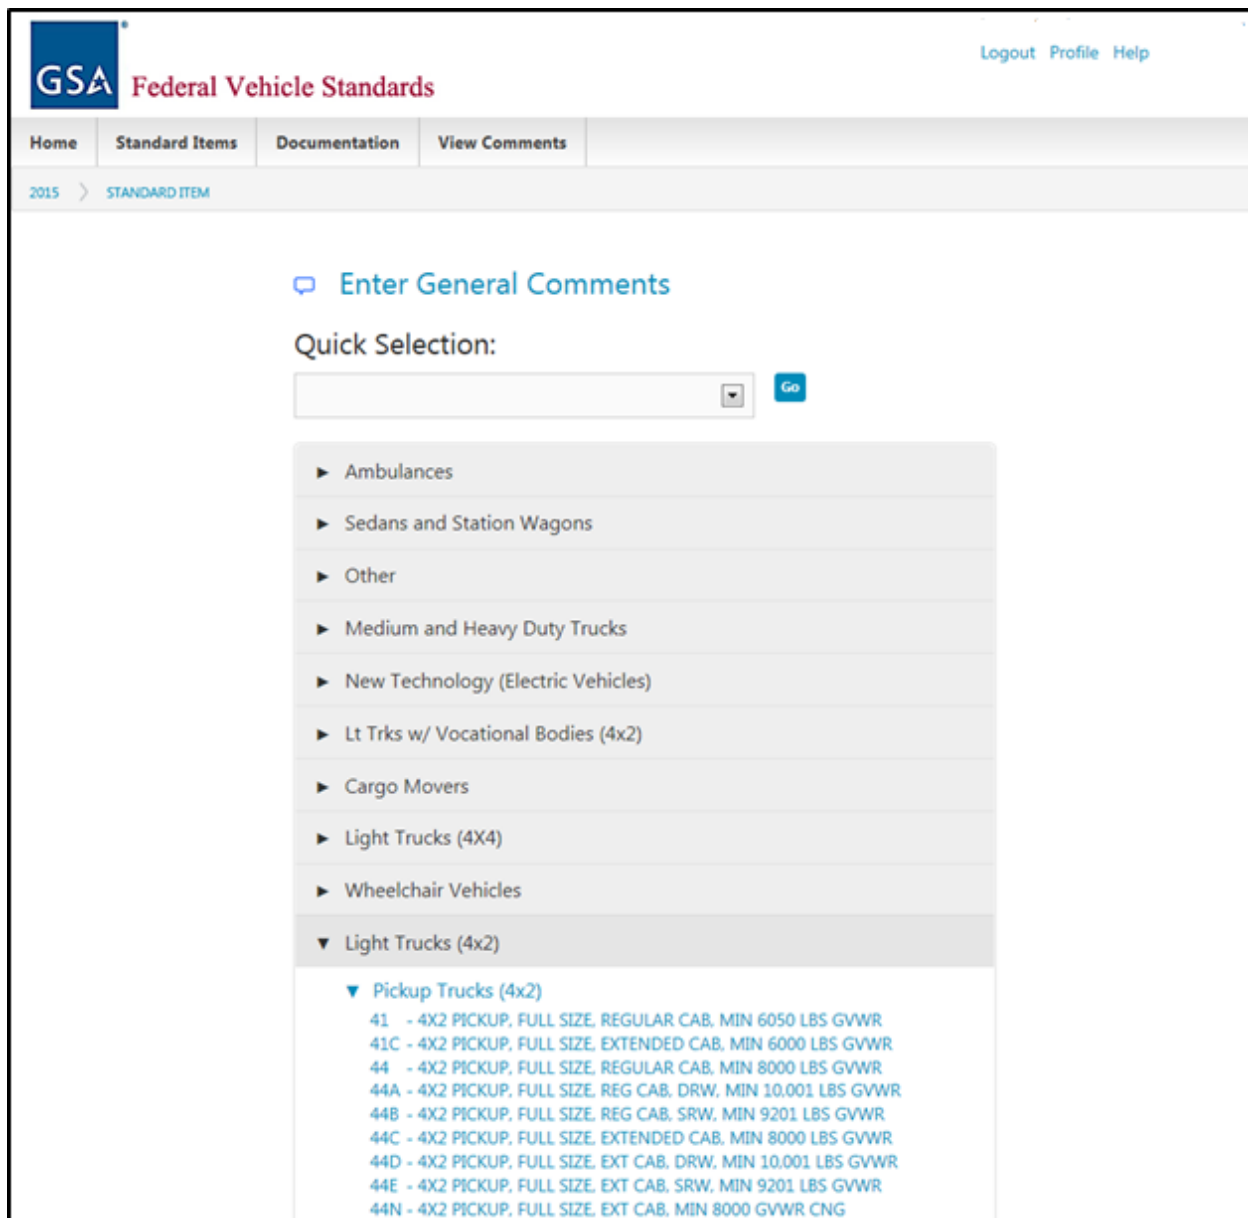 Logout Profile Help
GSA Federal Vehicle Standards
Home Standard Items Documentation View Comments
2015 STANDARD ITEM
Enter General Comments
Quick Selection:
Go
► Ambulances
► Sedans and Station Wagons
► Other
► Medium and Heavy Duty Trucks
► New Technology (Electric Vehicles)
► Lt Trks w/ Vocational Bodies (4x2)
► Cargo Movers
► Light Trucks (4X4)
► Wheelchair Vehicles
▼ Light Trucks (4x2)
▼ Pickup Trucks (4x2)
41 - 4X2 PICKUP, FULL SIZE, REGULAR CAB, MIN 6050 LBS GVWR
41C - 4X2 PICKUP, FULL SIZE, EXTENDED CAB, MIN 6000 LBS GVWR
44 - 4X2 PICKUP, FULL SIZE, REGULAR CAB, MIN 8000 LBS GVWR
44A - 4X2 PICKUP, FULL SIZE, REG CAB, DRW, MIN 10,001 LBS GVWR
44B - 4X2 PICKUP, FULL SIZE, REG CAB, SRW, MIN 9201 LBS GVWR
44C - 4X2 PICKUP, FULL SIZE, EXTENDED CAB, MIN 8000 LBS GVWR
44D - 4X2 PICKUP, FULL SIZE, EXT CAB, DRW, MIN 10,001 LBS GVWR
44E - 4X2 PICKUP, FULL SIZE, EXT CAB, SRW, MIN 9201 LBS GVWR
44N - 4X2 PICKUP, FULL SIZE, EXT CAB, MIN 8000 GVWR CNG